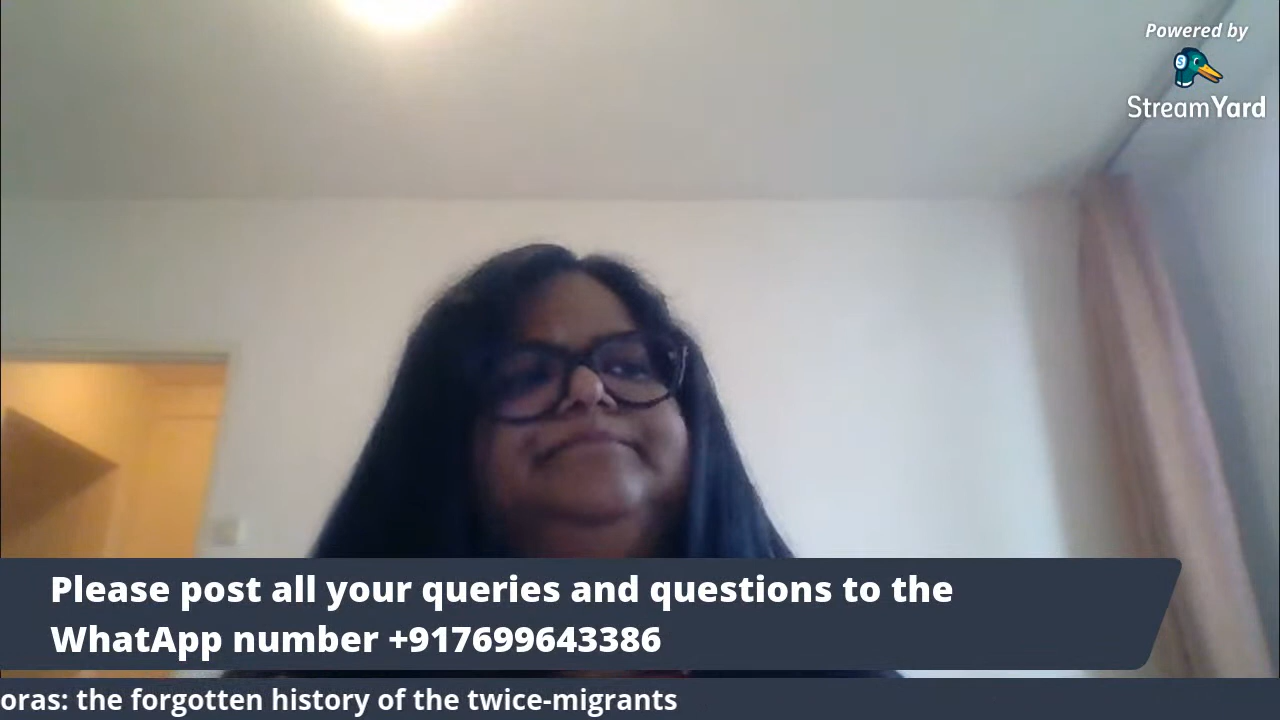 Powered by
StreamYard
Please post all your queries and questions to the
WhatApp number +917699643386
oras: the forgotten history of the twice-migrants